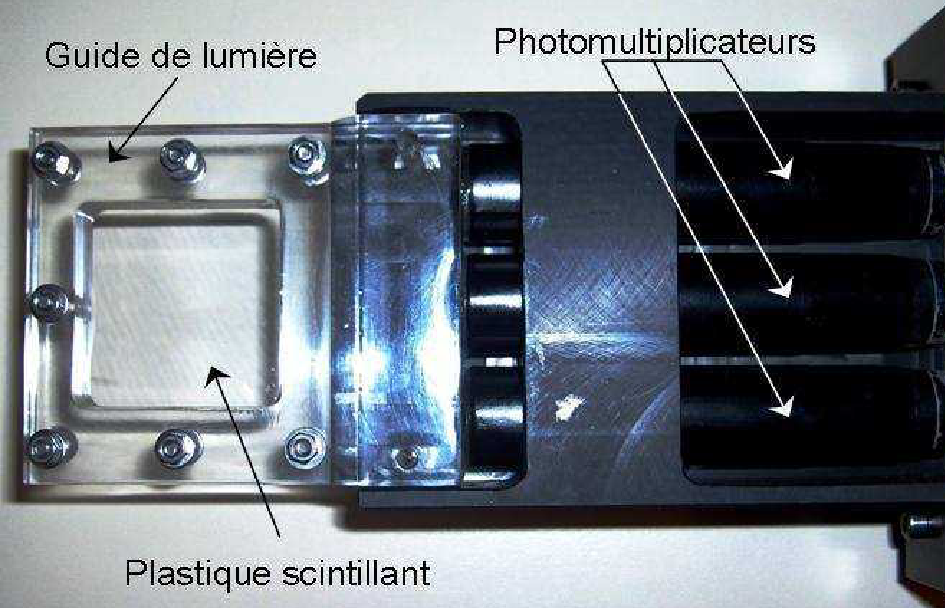 Guide de lumière
Photomultiplicateurs
Plastique scintillant